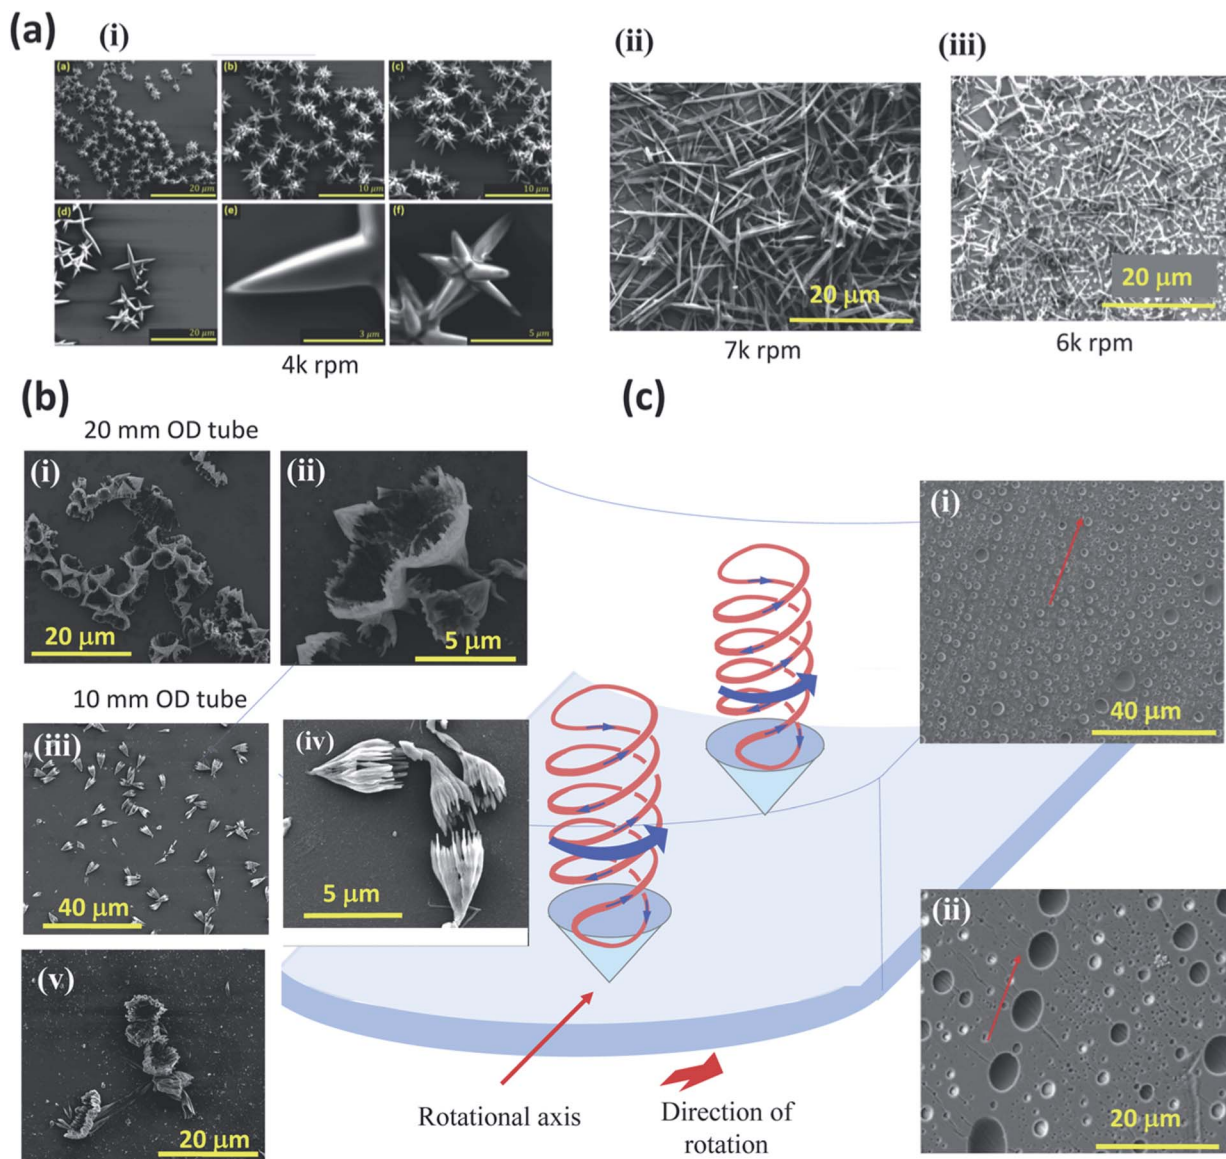 (a)
(i)
(ii)
(iii)
(a)
(b)
(c)
20 μm
10 μm
10 μm
(d)
(e)
(f)
20 μm
3 μm
5 μm
20 μm
20 μm
4k rpm
7k rpm
6k rpm
(b)
(c)
20 mm OD tube
(i)
(ii)
20 μm
5 μm
(i)
40 μm
10 mm OD tube
(iii)
(iv)
40 μm
5 μm
(v)
20 μm
(ii)
20 μm
Rotational axis
Direction of
rotation